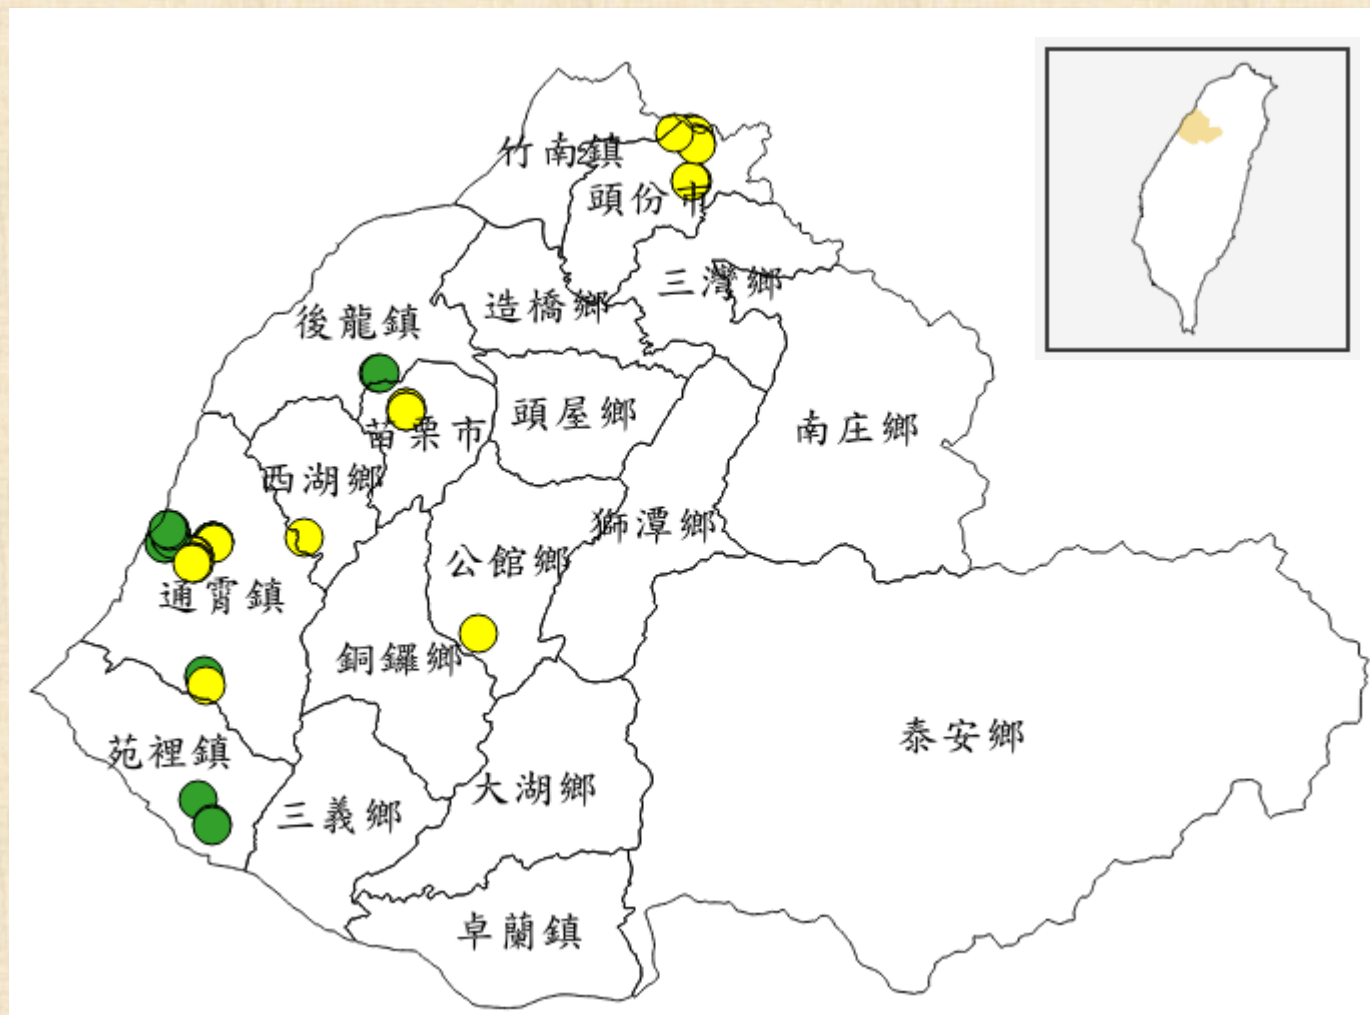 竹南鎮
頭份市
三灣鄉
造橋鄉
後龍鎮
頭屋鄉
南庄鄉
苗栗市
西湖鄉
獅潭鄉
公館鄉
通霄鎮
銅鑼鄉
泰安鄉
苑裡鎮
大湖鄉
三義鄉
卓蘭鎮